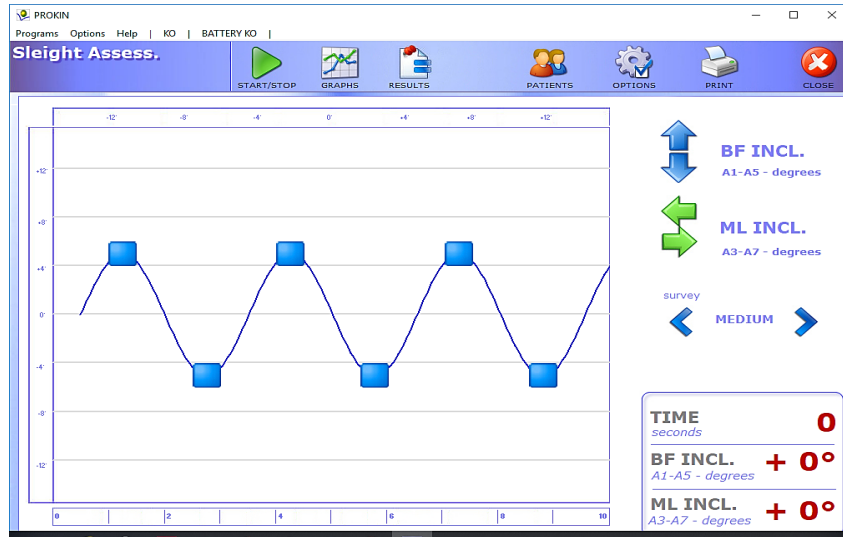 PROKIN
Programs Options Help | KO | BATTERY KO |
Sleight Assess.
START/STOP GRAPHS RESULTS PATIENTS OPTIONS PRINT CLOSE
-12° -8° -4° 0° +4° +8° +12°
+12°
+8°
+4°
0°
-4°
-8°
-12°
0 2 4 6 8 10
BF INCL.
A1-A5 - degrees
ML INCL.
A3-A7 - degrees
survey
MEDIUM
TIME 0
seconds
BF INCL. + 0°
A1-A5 - degrees
ML INCL. + 0°
A3-A7 - degrees